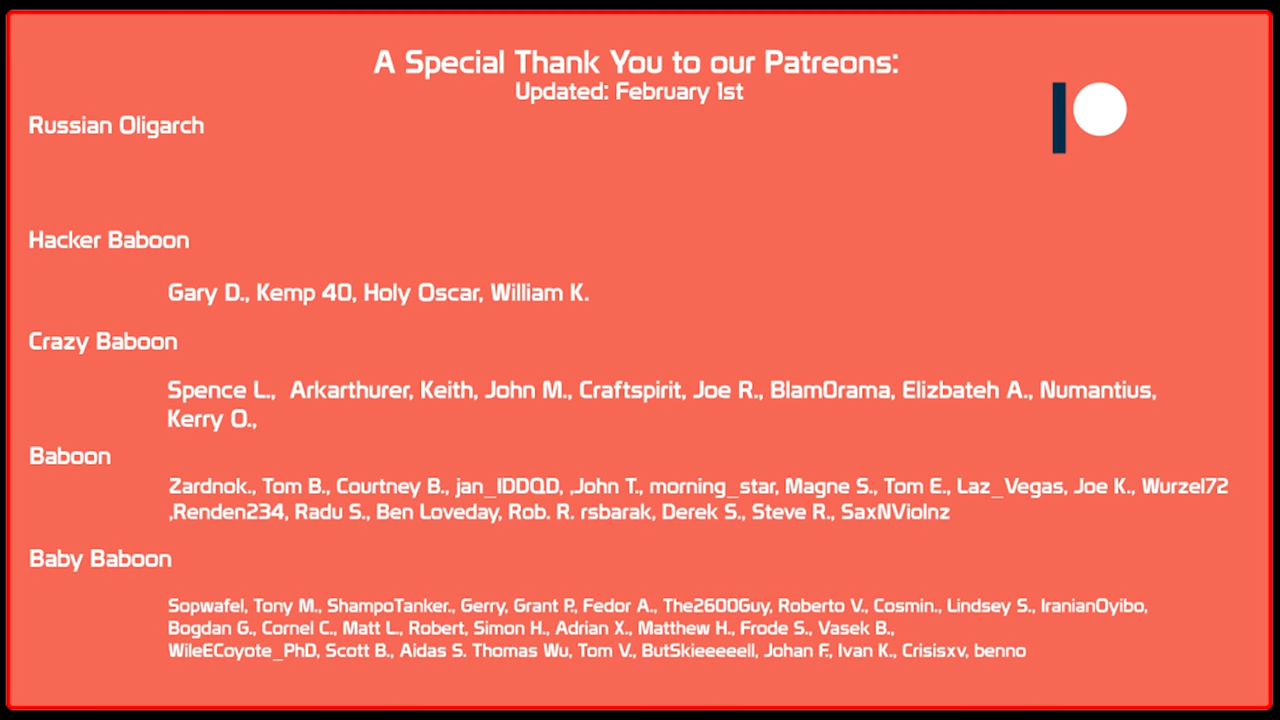 A Special Thank You to our Patreons:
Updated: February 1st
Russian Oligarch
Hacker Baboon
Gary D., Kemp 40, Holy Oscar, William K.
Crazy Baboon
Spence L.,  Arkarthurer, Keith, John M., Craftspirit, Joe R., Blam0rama, Elizbateh A., Numantius,
Kerry O.,
Baboon
Zardnok., Tom B., Courtney B., jan_IDDQD, ,John T., morning_star, Magne S., Tom E., Laz_Vegas, Joe K., Wurzel72
,Renden234, Radu S., Ben Loveday, Rob. R. rsbarak, Derek S., Steve R., SaxNViolnz
Baby Baboon
Sopwafel, Tony M., ShampoTanker., Gerry, Grant P., Fedor A., The2600Guy, Roberto V., Cosmin., Lindsey S., IranianOyibo,
Bogdan G., Cornel C., Matt L., Robert, Simon H., Adrian X., Matthew H., Frode S., Vasek B.,
WileECoyote_PhD, Scott B., Aidas S. Thomas Wu, Tom V., ButSkieeeeell, Johan F., Ivan K., Crisisxv, benno